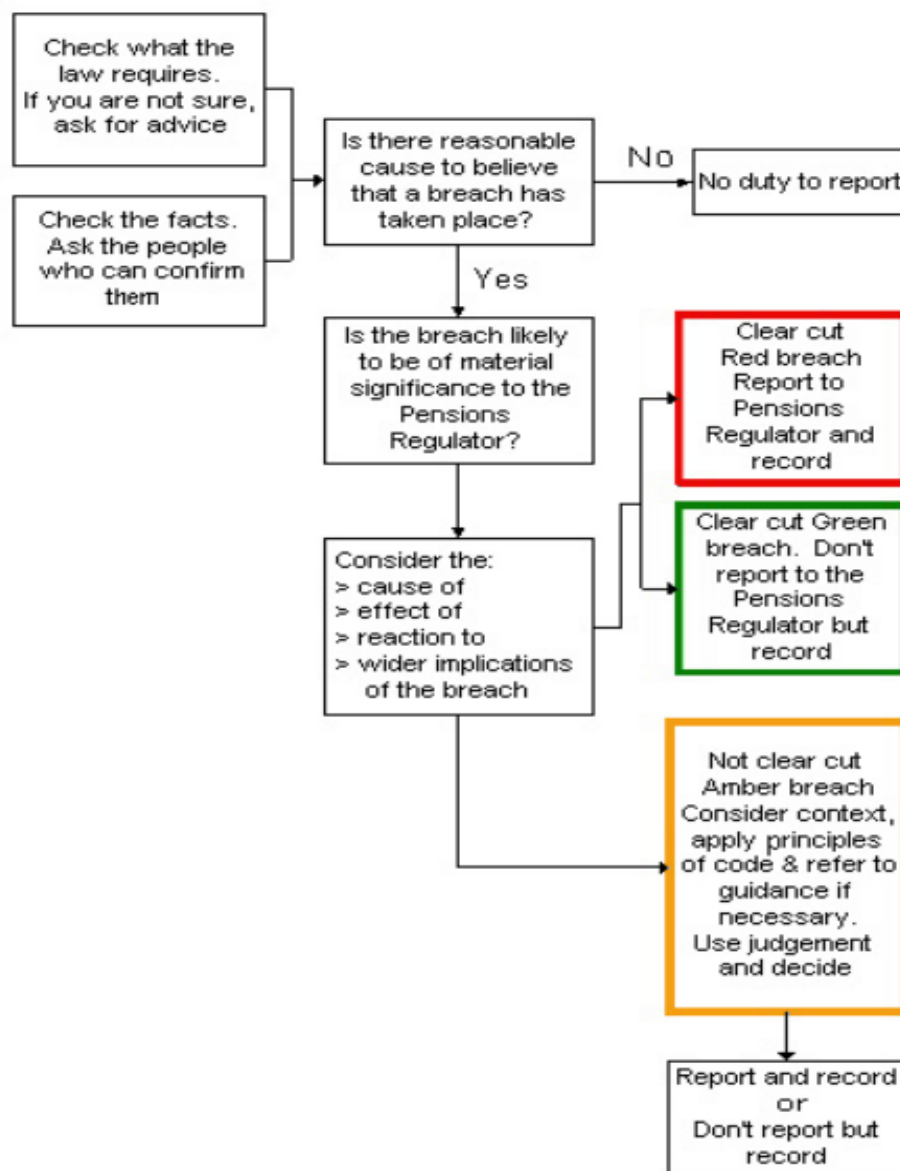 Check what the
law requires.
If you are not sure,
ask for advice
Check the facts.
Ask the people
who can confirm
them
Is there reasonable
cause to believe
that a breach has
taken place?
No
No duty to report
Yes
Is the breach likely
to be of material
significance to the
Pensions
Regulator?
Clear cut
Red breach
Report to
Pensions
Regulator and
record
Clear cut Green
breach. Don't
report to the
Pensions
Regulator but
record
Consider the:
> cause of
> effect of
> reaction to
> wider implications
of the breach
Not clear cut
Amber breach
Consider context,
apply principles
of code & refer to
guidance if
necessary.
Use judgement
and decide
Report and record
or
Don't report but
record